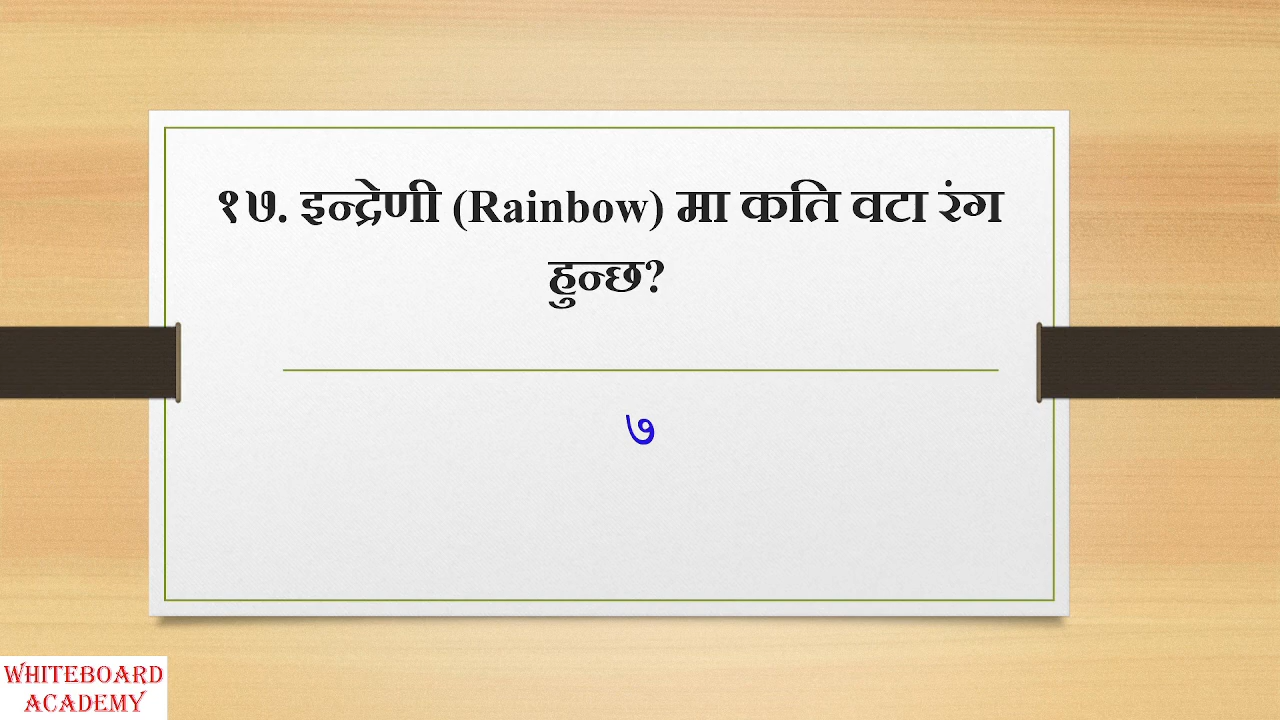 १७. इन्द्रेणी (Rainbow) मा कति वटा रंग
हुन्छ?
७
WHITEBOARD
ACADEMY